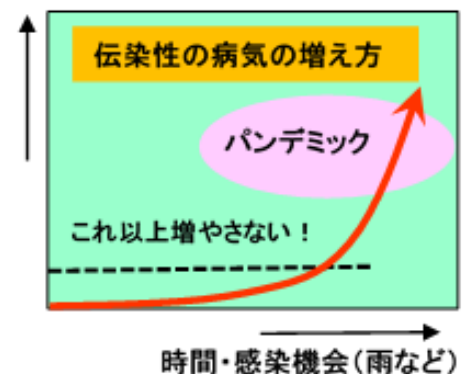 伝染性の病気の増え方
パンデミック
これ以上増やさない！
時間・感染機会（雨など）